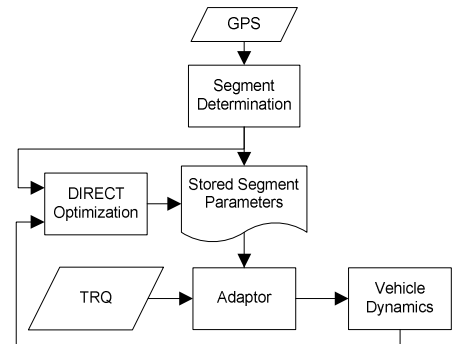 GPS
Segment
Determination
DIRECT
Optimization
Stored Segment
Parameters
TRQ
Adaptor
Vehicle
Dynamics